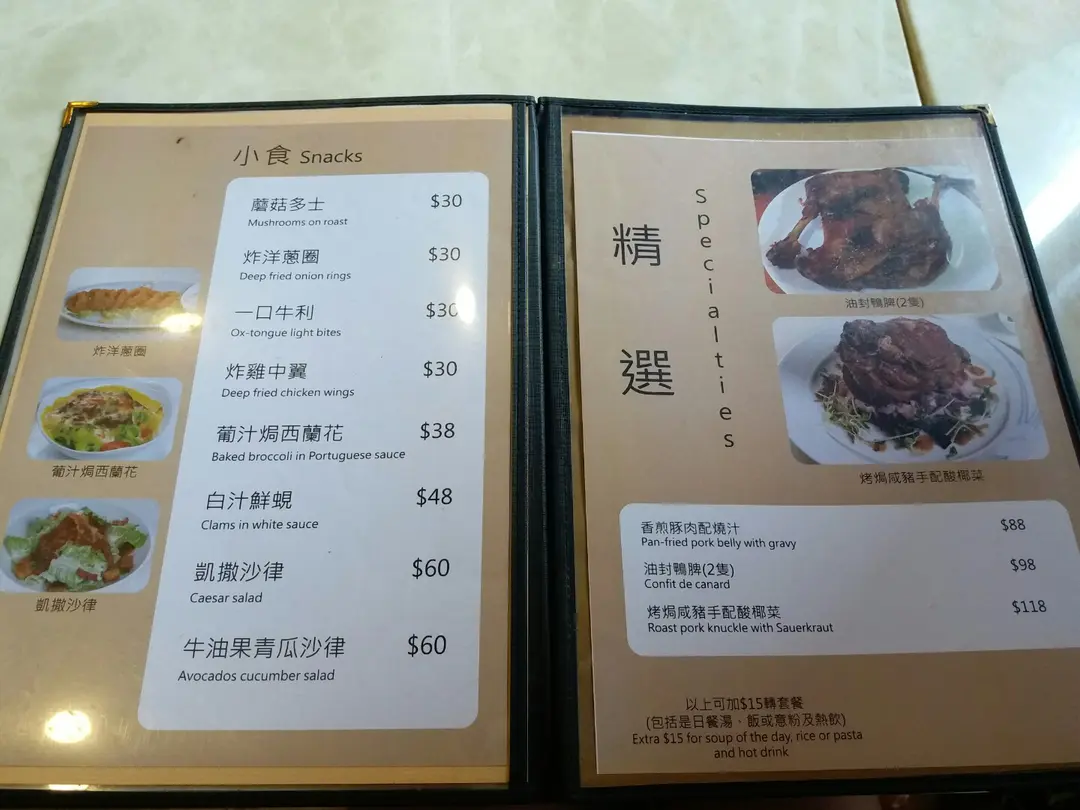 小食 Snacks
蘑菇多士 $30
Mushrooms on roast
炸洋蔥圈 $30
Deep fried onion rings
一口牛利 $30
Ox-tongue light bites
炸雞中翼 $30
Deep fried chicken wings
葡汁焗西蘭花 $38
Baked broccoli in Portuguese sauce
白汁鮮蜆 $48
Clams in white sauce
凱撒沙律 $60
Caesar salad
牛油果青瓜沙律 $60
Avocados cucumber salad
炸洋蔥圈
葡汁焗西蘭花
凱撒沙律
精選
Specialties
油封鴨脾(2隻)
烤焗咸豬手配酸椰菜
香煎豚肉配燒汁 $88
Pan-fried pork belly with gravy
油封鴨脾(2隻) $98
Confit de canard
烤焗咸豬手配酸椰菜 $118
Roast pork knuckle with Sauerkraut
以上可加$15轉套餐
(包括是日餐湯、飯或意粉及熱飲)
Extra $15 for soup of the day, rice or pasta
and hot drink